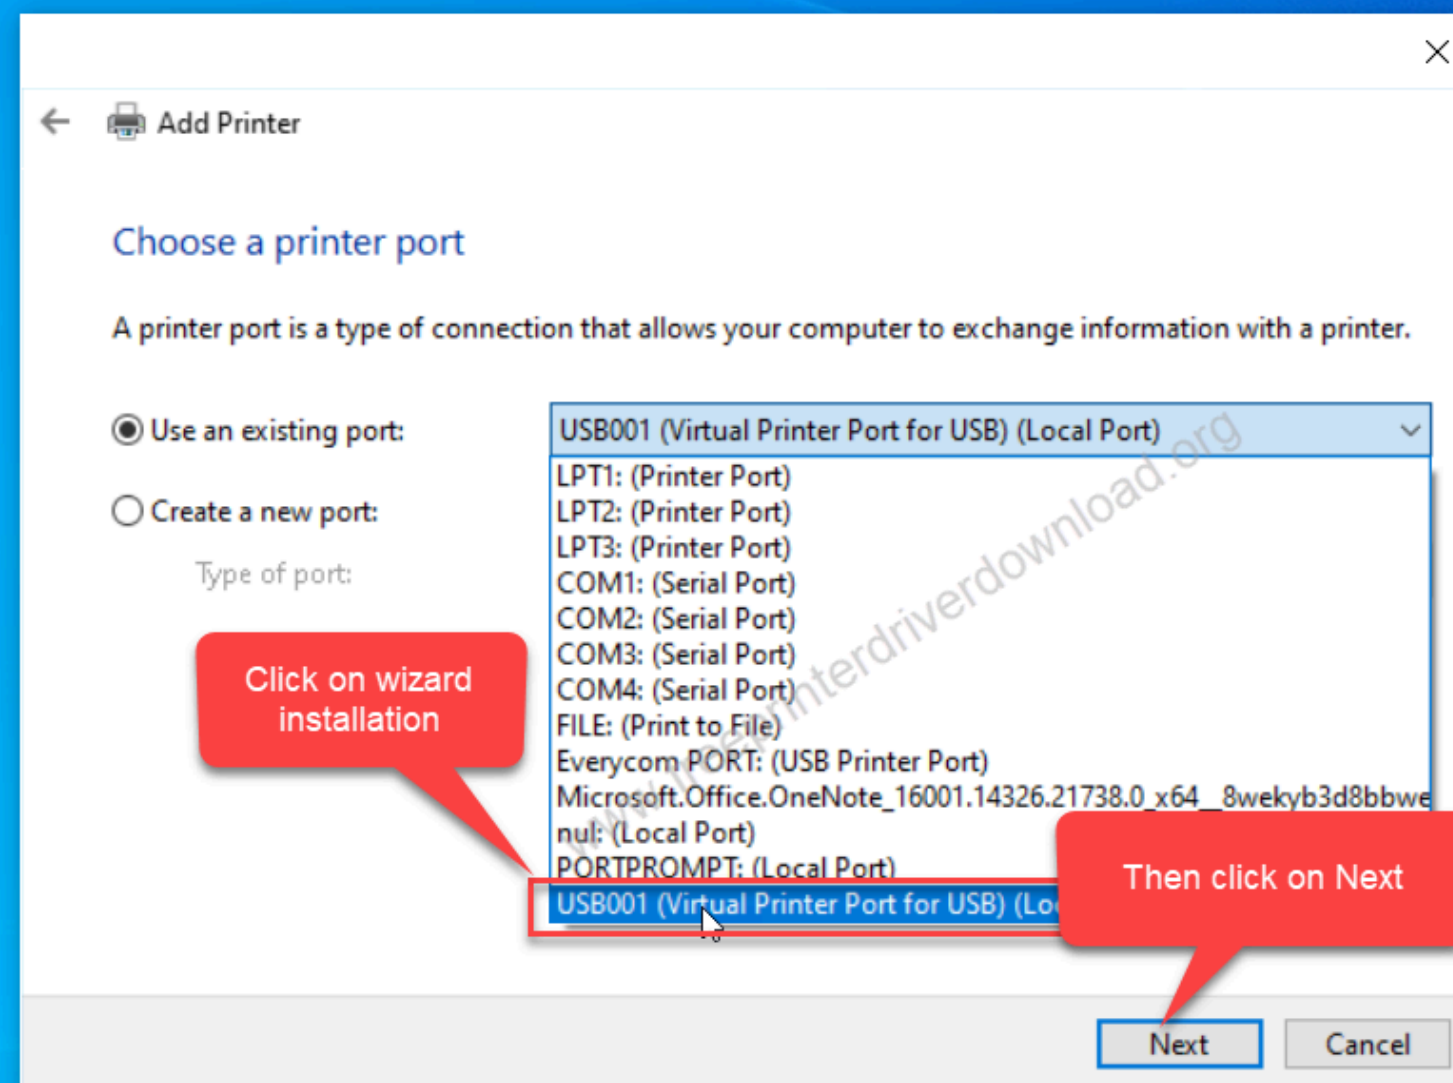 Add Printer
Choose a printer port
A printer port is a type of connection that allows your computer to exchange information with a printer.
Use an existing port:
USB001 (Virtual Printer Port for USB) (Local Port)
LPT1: (Printer Port)
LPT2: (Printer Port)
Create a new port:
LPT3: (Printer Port)
Type of port:
COM1: (Serial Port)
COM2: (Serial Port)
COM3: (Serial Port)
COM4: (Serial Port)
FILE: (Print to File)
Everycom PORT: (USB Printer Port)
Microsoft.Office.OneNote_16001.14326.21738.0_x64__8wekyb3d8bbwe
nul: (Local Port)
PORTPROMPT: (Local Port)
USB001 (Virtual Printer Port for USB) (Lo
Click on wizard
installation
Then click on Next
Next
Cancel
www.freeprinterdriverdownload.org